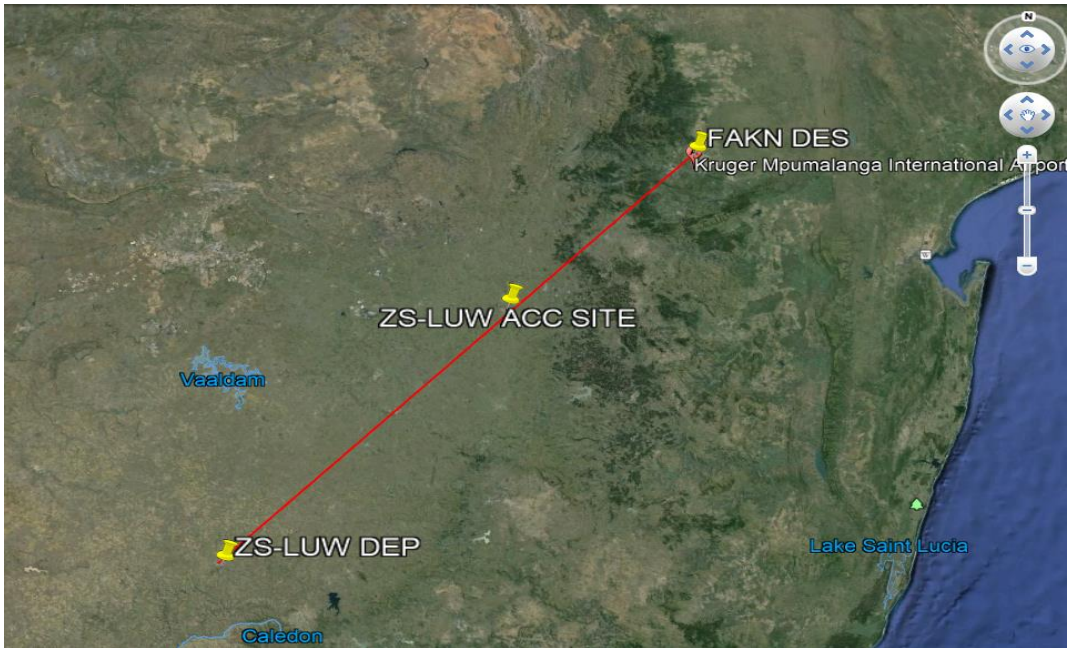 N
FAKN DES
Kruger Mpumalanga International Airport
ZS-LUW ACC SITE
Vaaldam
ZS-LUW DEP
Lake Saint Lucia
Caledon